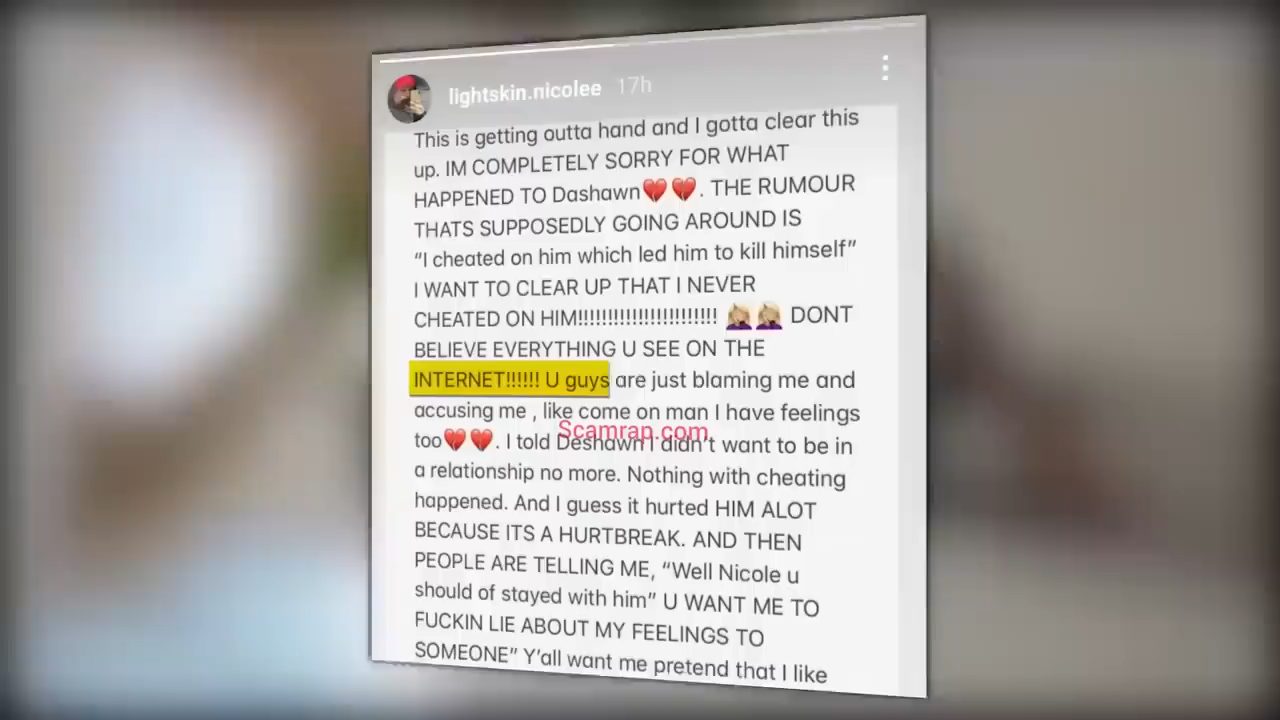 lightskin.nicolee 17h
This is getting outta hand and I gotta clear this
up. IM COMPLETELY SORRY FOR WHAT
HAPPENED TO Dashawn💔💔. THE RUMOUR
THATS SUPPOSEDLY GOING AROUND IS
“I cheated on him which led him to kill himself”
I WANT TO CLEAR UP THAT I NEVER
CHEATED ON HIM!!!!!!!!!!!!!!!!!!!!!!!! 🤦🏼‍♀️🤦🏼‍♀️ DONT
BELIEVE EVERYTHING U SEE ON THE
INTERNET!!!!!! U guys are just blaming me and
accusing me , like come on man I have feelings
too💔💔. I told Deshawn I didn’t want to be in
Scamrap.com
a relationship no more. Nothing with cheating
happened. And I guess it hurted HIM ALOT
BECAUSE ITS A HURTBREAK. AND THEN
PEOPLE ARE TELLING ME, “Well Nicole u
should of stayed with him” U WANT ME TO
FUCKIN LIE ABOUT MY FEELINGS TO
SOMEONE” Y’all want me pretend that I like